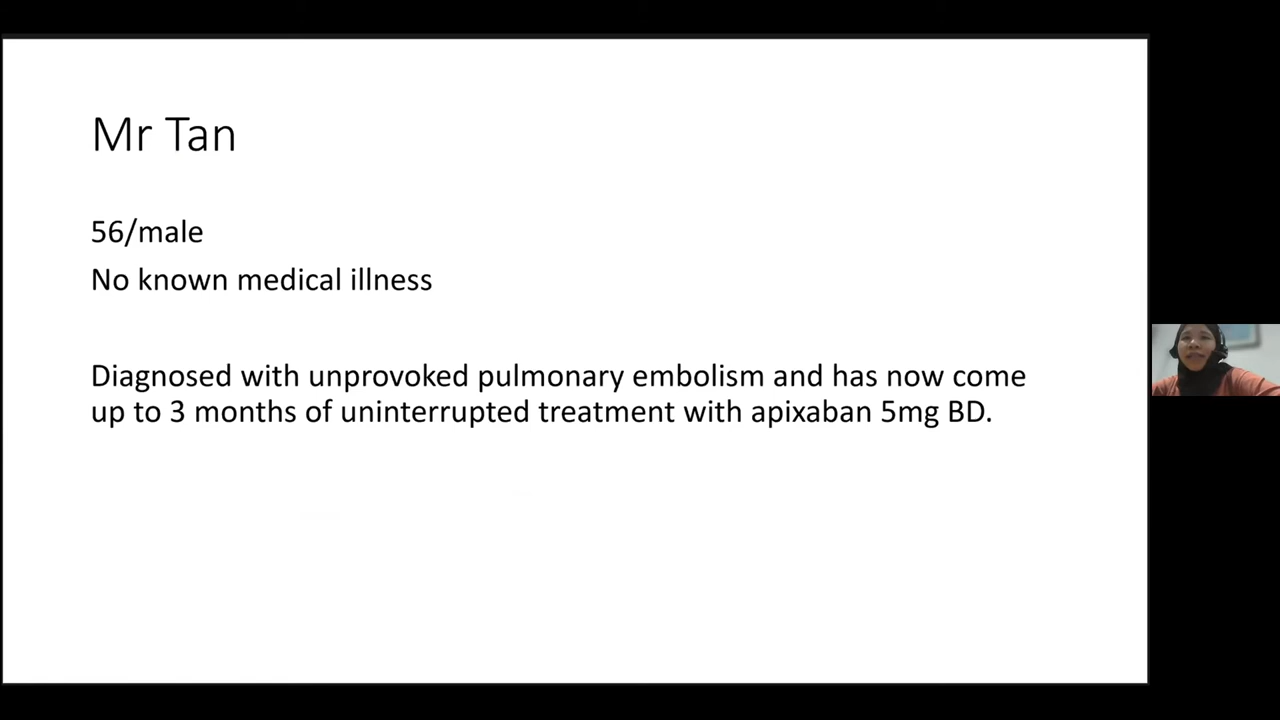 Mr Tan
56/male
No known medical illness
Diagnosed with unprovoked pulmonary embolism and has now come
up to 3 months of uninterrupted treatment with apixaban 5mg BD.